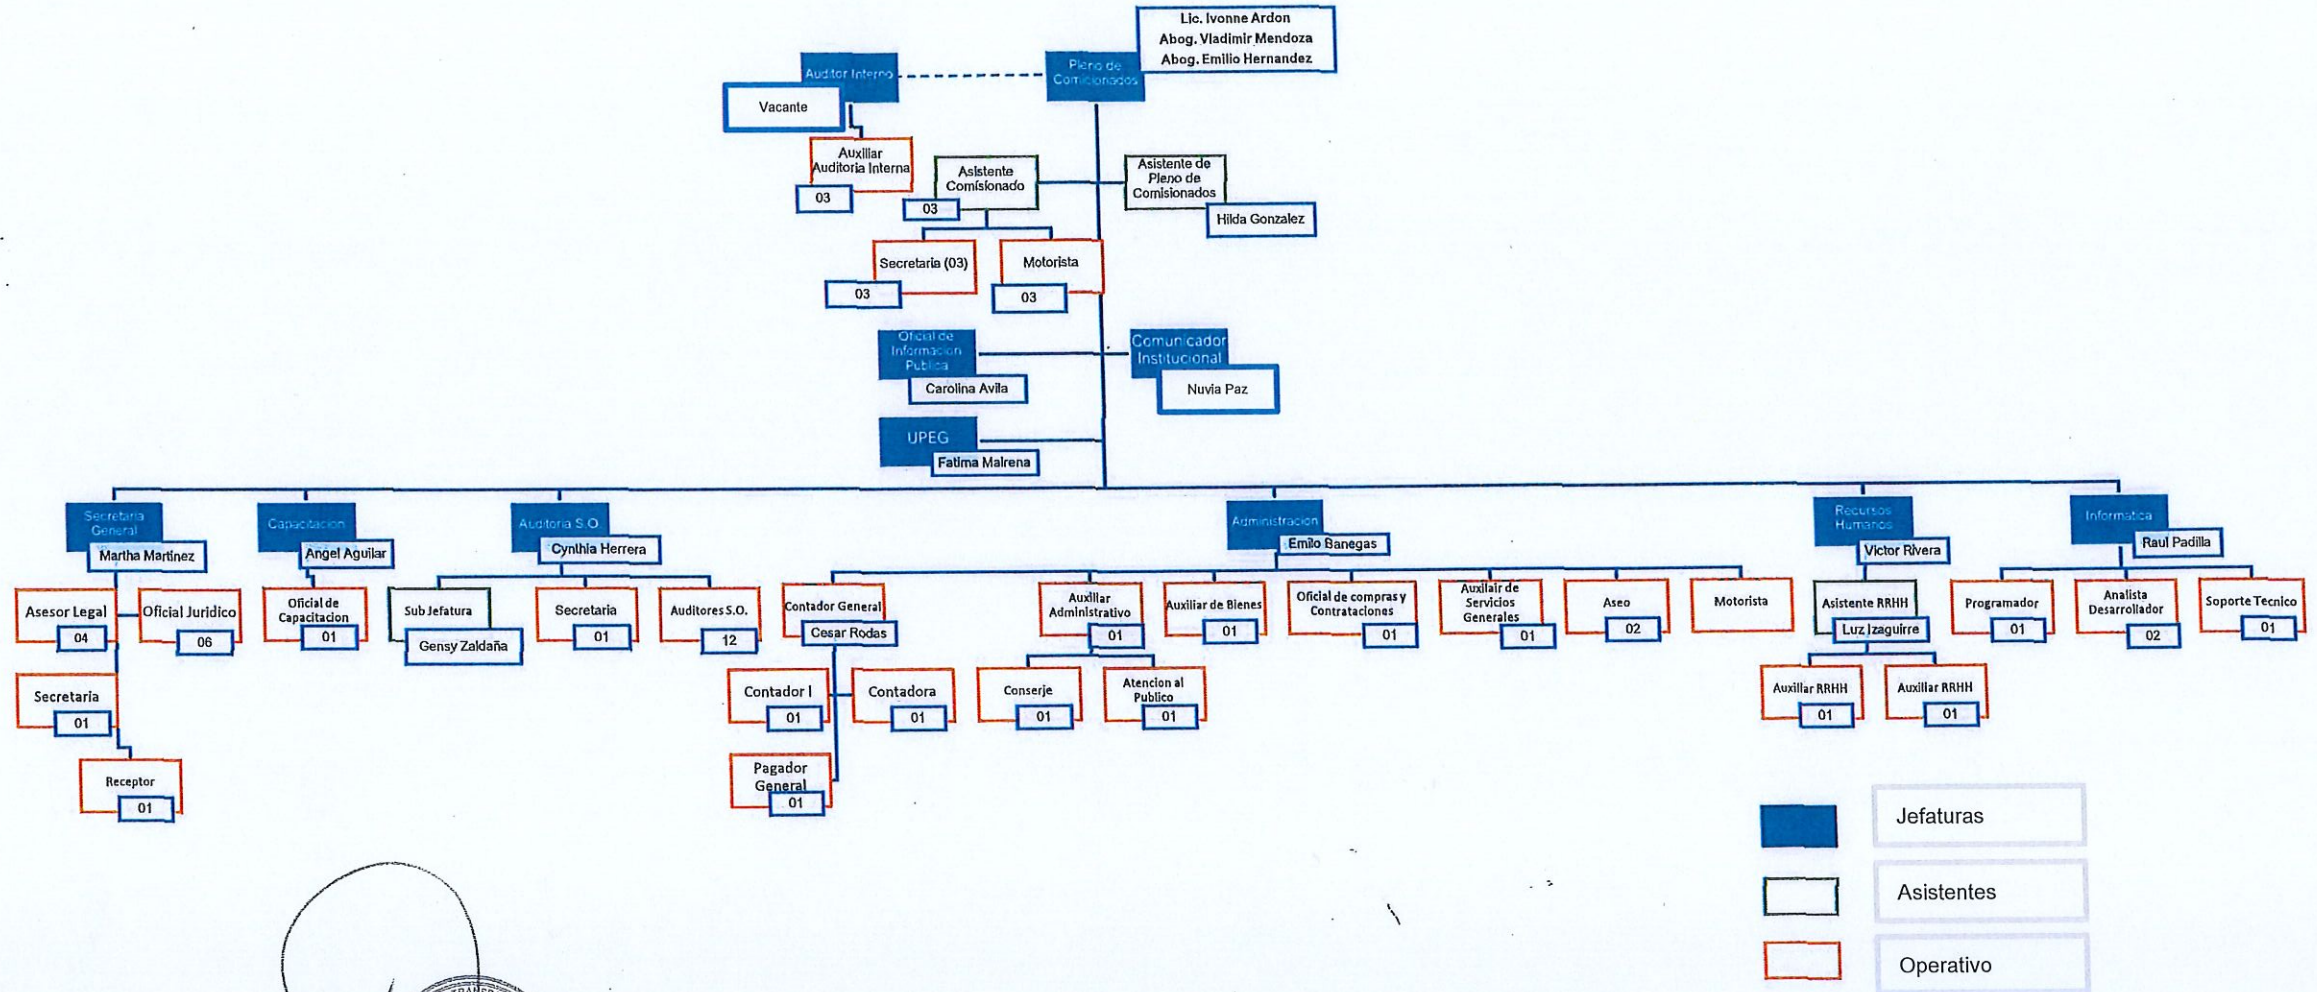 Lic. Ivonne Ardon
Abog. Vladimir Mendoza
Abog. Emilio Hernandez
Auditor Interno
Pleno de
Comicionados
Vacante
Auxiliar
Auditoria Interna
03
Asistente
Comisionado
03
Asistente de
Pleno de
Comisionados
Hilda Gonzalez
Secretaria (03)
03
Motorista
03
Oficial de
Informacion
Publica
Carolina Avila
Comunicador
Institucional
Nuvia Paz
UPEG
Fatima Mairena
Secretaria
General
Martha Martinez
Capacitacion
Angel Aguilar
Auditoria S.O.
Cynthia Herrera
Administracion
Emilo Banegas
Recursos
Humanos
Victor Rivera
Informatica
Raul Padilla
Asesor Legal
04
Oficial Juridico
06
Oficial de
Capacitacion
01
Sub Jefatura
Gensy Zaldaña
Secretaria
01
Auditores S.O.
12
Contador General
Cesar Rodas
Auxiliar
Administrativo
01
Auxiliar de Bienes
01
Oficial de compras y
Contrataciones
01
Auxilair de
Servicios
Generales
01
Aseo
02
Motorista
Asistente RRHH
Luz Izaguirre
Programador
01
Analista
Desarrollador
02
Soporte Tecnico
01
Secretaria
01
Contador I
01
Contadora
01
Conserje
01
Atencion al
Publico
01
Auxiliar RRHH
01
Auxiliar RRHH
01
Receptor
01
Pagador
General
01
Jefaturas
Asistentes
Operativo